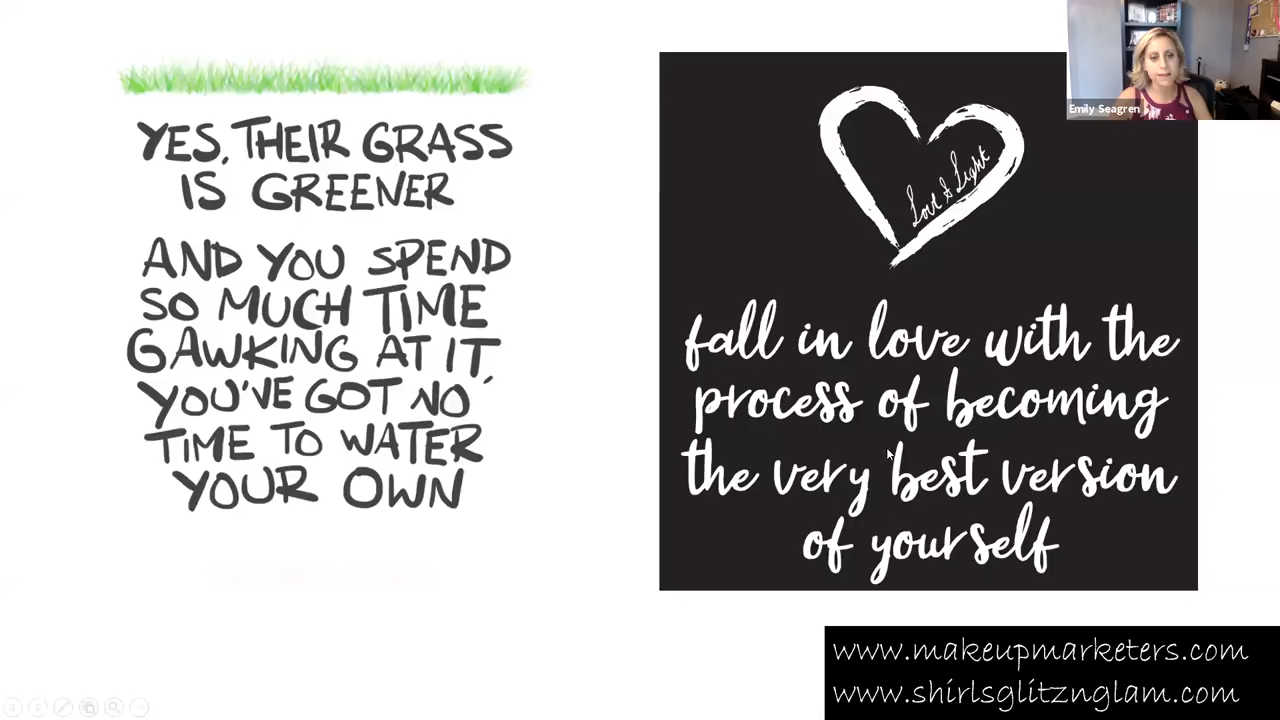 YES, THEIR GRASS
IS GREENER
AND YOU SPEND
SO MUCH TIME
GAWKING AT IT,
YOU'VE GOT NO
TIME TO WATER
YOUR OWN
Love & Light
fall in love with the
process of becoming
the very best version
of yourself
Emily Seagren
www.makeupmarketers.com
www.shirlsglitznglam.com